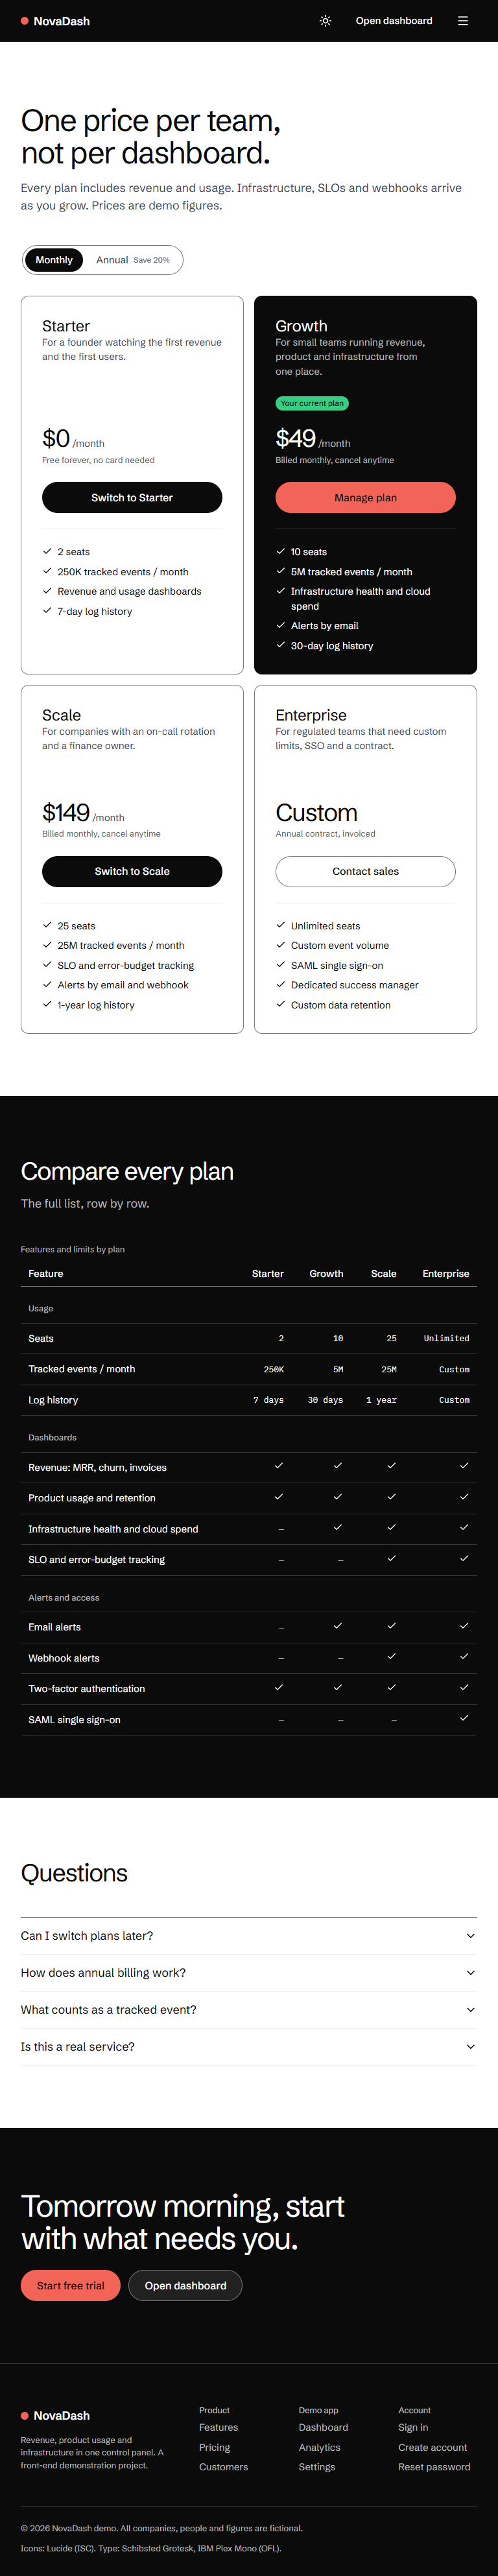 NovaDash
Open dashboard
One price per team,
not per dashboard.
Every plan includes revenue and usage. Infrastructure, SLOs and webhooks arrive
as you grow. Prices are demo figures.
Monthly Annual Save 20%
Starter
For a founder watching the first revenue
and the first users.
$0 /month
Free forever, no card needed
Switch to Starter
2 seats
250K tracked events / month
Revenue and usage dashboards
7-day log history
Growth
For small teams running revenue,
product and infrastructure from
one place.
Your current plan
$49 /month
Billed monthly, cancel anytime
Manage plan
10 seats
5M tracked events / month
Infrastructure health and cloud
spend
Alerts by email
30-day log history
Scale
For companies with an on-call rotation
and a finance owner.
$149 /month
Billed monthly, cancel anytime
Switch to Scale
25 seats
25M tracked events / month
SLO and error-budget tracking
Alerts by email and webhook
1-year log history
Enterprise
For regulated teams that need custom
limits, SSO and a contract.
Custom
Annual contract, invoiced
Contact sales
Unlimited seats
Custom event volume
SAML single sign-on
Dedicated success manager
Custom data retention
Compare every plan
The full list, row by row.
Features and limits by plan
Feature Starter Growth Scale Enterprise
Usage
Seats 2 10 25 Unlimited
Tracked events / month 250K 5M 25M Custom
Log history 7 days 30 days 1 year Custom
Dashboards
Revenue: MRR, churn, invoices ✓ ✓ ✓ ✓
Product usage and retention ✓ ✓ ✓ ✓
Infrastructure health and cloud spend – ✓ ✓ ✓
SLO and error-budget tracking – – ✓ ✓
Alerts and access
Email alerts – ✓ ✓ ✓
Webhook alerts – – ✓ ✓
Two-factor authentication ✓ ✓ ✓ ✓
SAML single sign-on – – – ✓
Questions
Can I switch plans later?
How does annual billing work?
What counts as a tracked event?
Is this a real service?
Tomorrow morning, start
with what needs you.
Start free trial
Open dashboard
NovaDash
Revenue, product usage and
infrastructure in one control panel. A
front-end demonstration project.
Product
Features
Pricing
Customers
Demo app
Dashboard
Analytics
Settings
Account
Sign in
Create account
Reset password
© 2026 NovaDash demo. All companies, people and figures are fictional.
Icons: Lucide (ISC). Type: Schibsted Grotesk, IBM Plex Mono (OFL).